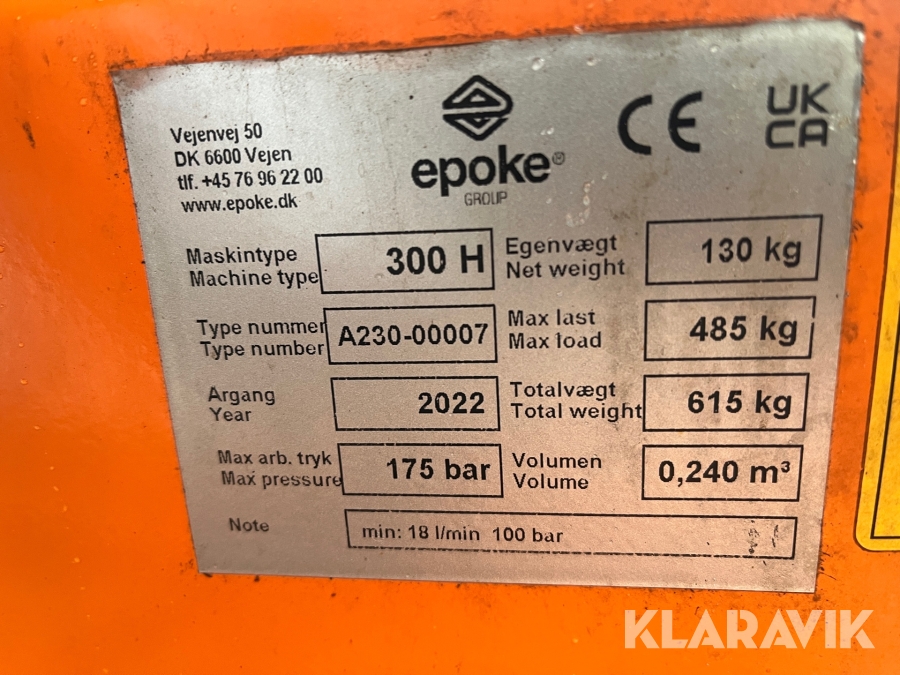 Vejenvej 50
DK 6600 Vejen
tlf. +45 76 96 22 00
www.epoke.dk
epoke®
GROUP
CE
UK
CA
Maskintype
Machine type
300 H
Egenvægt
Net weight
130 kg
Type nummer
Type number
A230-00007
Max last
Max load
485 kg
Argang
Year
2022
Totalvægt
Total weight
615 kg
Max arb. tryk
Max pressure
175 bar
Volumen
Volume
0,240 m³
Note
min: 18 l/min 100 bar
KLARAVIK